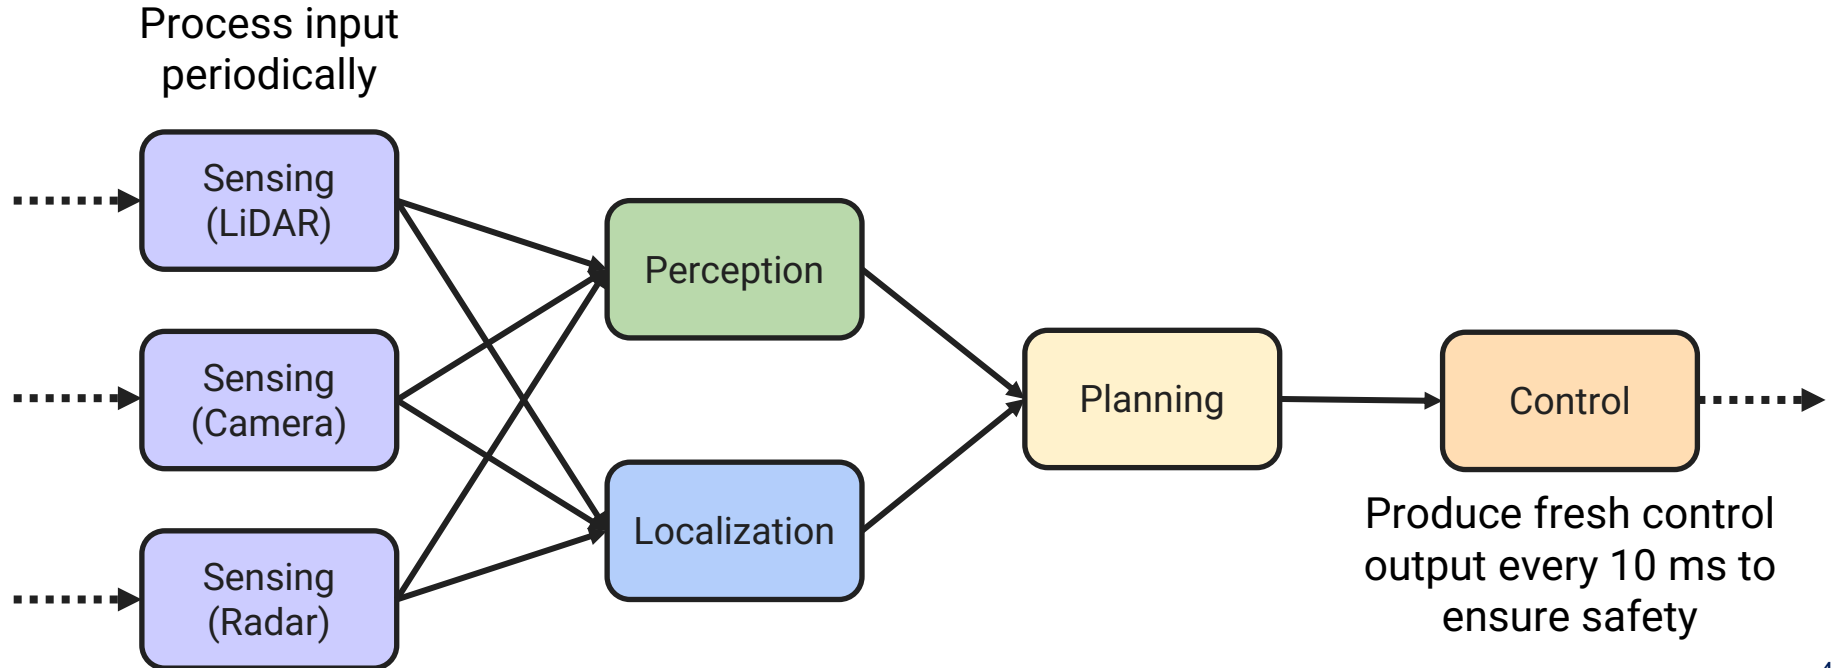 Process input
periodically
Sensing
(LiDAR)
Sensing
(Camera)
Sensing
(Radar)
Perception
Localization
Planning
Control
Produce fresh control
output every 10 ms to
ensure safety